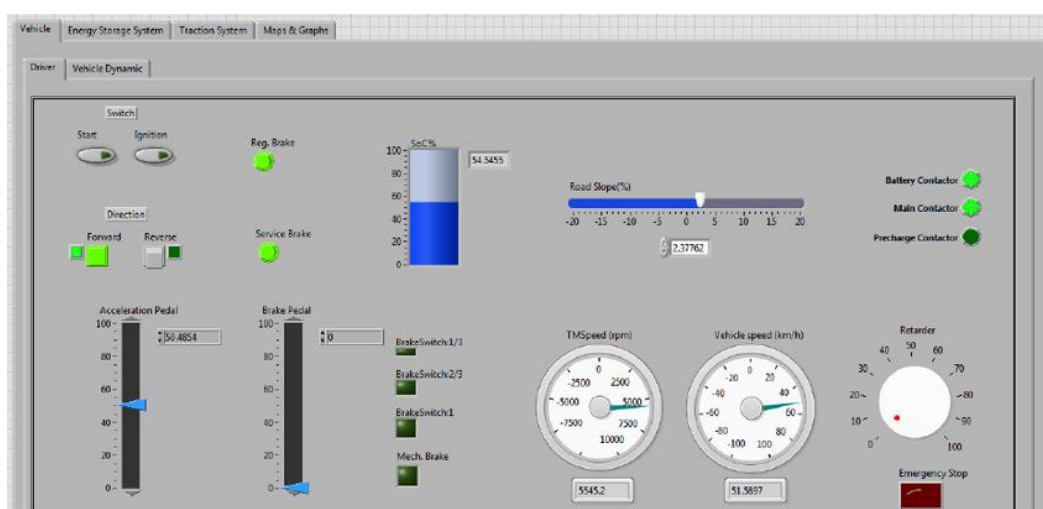 Vehicle Energy Storage System Traction System Maps & Graphs
Driver Vehicle Dynamic
Switch
Start Ignition
Reg. Brake
Direction
Forward Reverse
Service Brake
SoC%
54.5455
100
80
60
40
20
0
Road Slope(%)
-20 -15 -10 -5 0 5 10 15 20
2.37762
Battery Contactor
Main Contactor
Precharge Contactor
Acceleration Pedal
50.4854
100
80
60
40
20
0
Brake Pedal
0
100
80
60
40
20
0
BrakeSwitch:1/3
BrakeSwitch:2/3
BrakeSwitch:1
Mech. Brake
TMSpeed (rpm)
0
-2500 2500
-5000 5000
-7500 7500
10000
5545.2
Vehicle speed (km/h)
0
-20 20
-40 40
-60 60
-80 80
-100 100
51.5897
Retarder
0 10 20 30 40 50 60 70 80 90 100
Emergency Stop